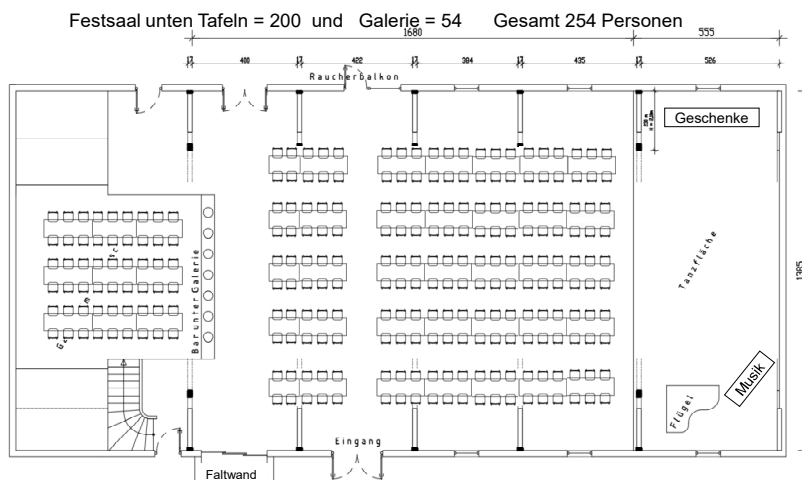 Festsaal unten Tafeln = 200 und Galerie = 54 Gesamt 254 Personen
1680
555
17
400
17
422
17
384
17
435
17
526
Raucherbalkon
Geschenke
Tanzfläche
1385
Bar unter Galerie
Musik
Flügel
Eingang
Faltwand